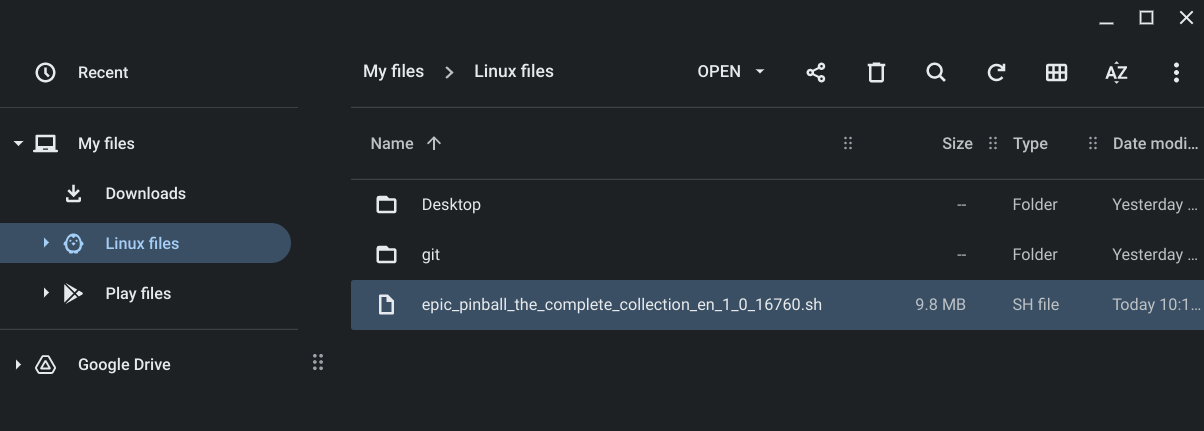 Recent
My files
Downloads
Linux files
Play files
Google Drive
My files Linux files OPEN AZ
Name Size Type Date modi...
Desktop -- Folder Yesterday ...
git -- Folder Yesterday ...
epic_pinball_the_complete_collection_en_1_0_16760.sh 9.8 MB SH file Today 10:1...